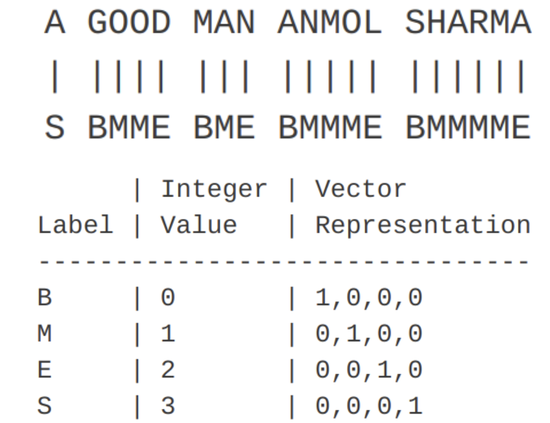 A GOOD MAN ANMOL SHARMA
| |||| ||| ||||| ||||||
S BMME BME BMMME BMMMME
| Integer | Vector
Label | Value | Representation
--------------------------------
B | 0 | 1,0,0,0
M | 1 | 0,1,0,0
E | 2 | 0,0,1,0
S | 3 | 0,0,0,1